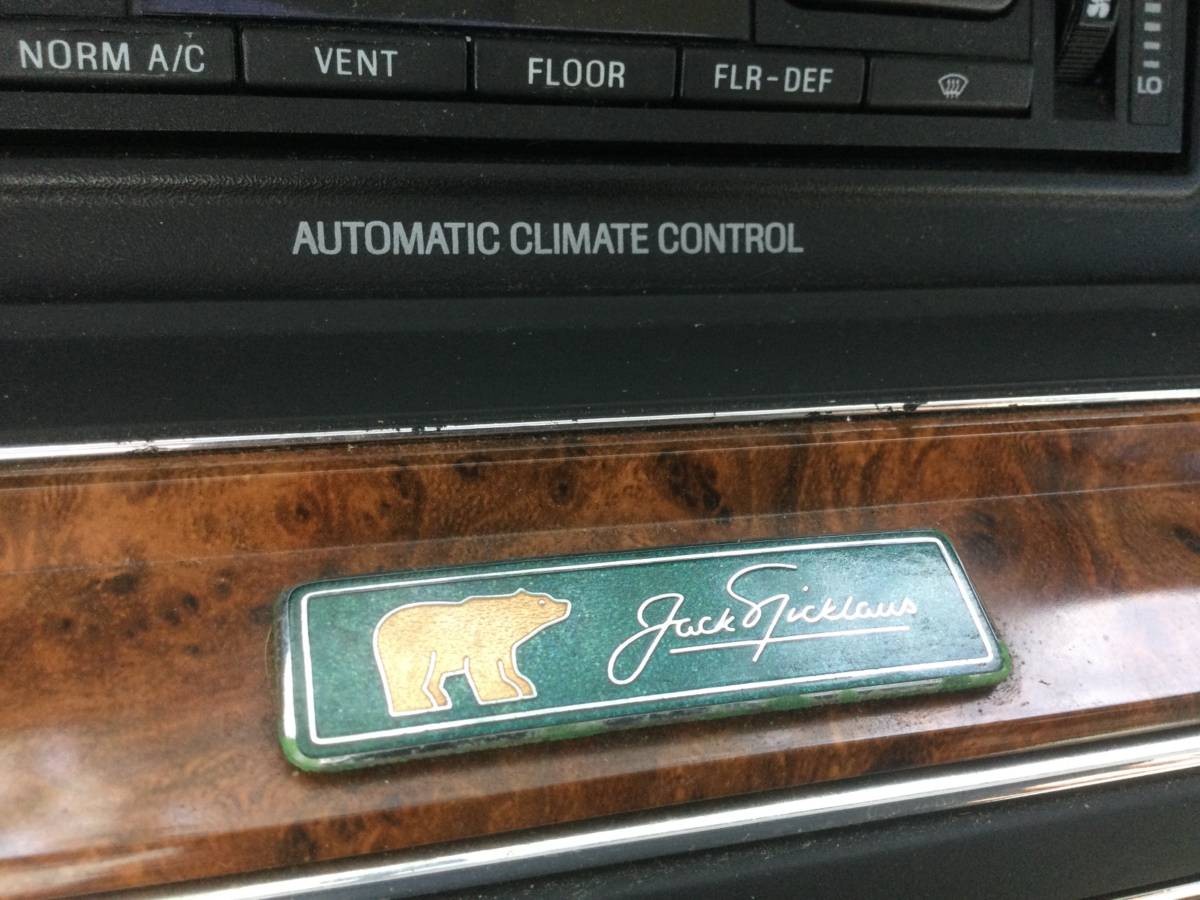 NORM A/C VENT FLOOR FLR-DEF
AUTOMATIC CLIMATE CONTROL
Jack Nicklaus